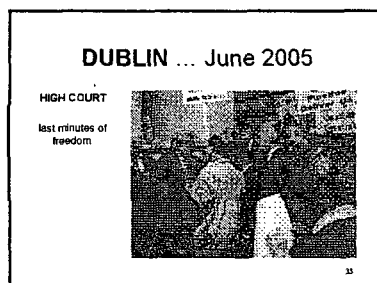 DUBLIN ... June 2005
HIGH COURT
last minutes of
freedom
33